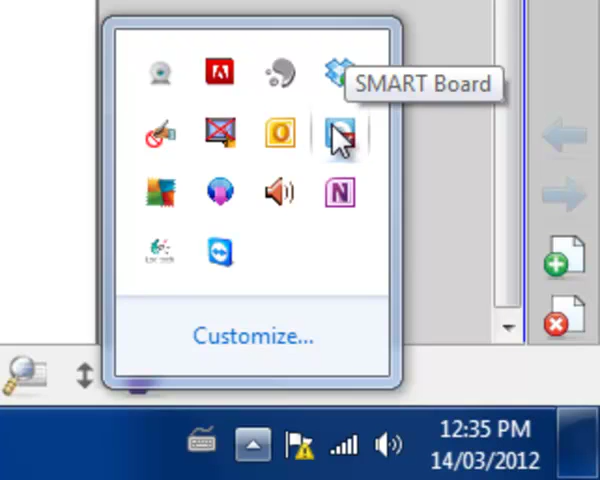 SMART Board
O
N
Customize...
12:35 PM
14/03/2012